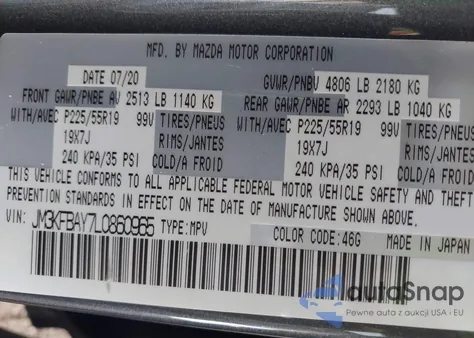 MFD. BY MAZDA MOTOR CORPORATION
DATE 07/20 GVWR/PNBV 4806 LB 2180 KG
FRONT GAWR/PNBE AV 2513 LB 1140 KG REAR GAWR/PNBE AR 2293 LB 1040 KG
WITH/AVEC P225/55R19 99V TIRES/PNEUS WITH/AVEC P225/55R19 99V TIRES/PNEUS
19X7J RIMS/JANTES 19X7J RIMS/JANTES
240 KPA/35 PSI COLD/A FROID 240 KPA/35 PSI COLD/A FROID
THIS VEHICLE CONFORMS TO ALL APPLICABLE FEDERAL MOTOR VEHICLE SAFETY AND THEFT
PREVENTION STANDARDS IN EFFECT ON THE DATE OF MANUFACTURE SHOWN ABOVE.
VIN: JM3KFBAY7L0860965 TYPE: MPV COLOR CODE: 46G MADE IN JAPAN
autoSnap
Pewne auta z aukcji USA i EU